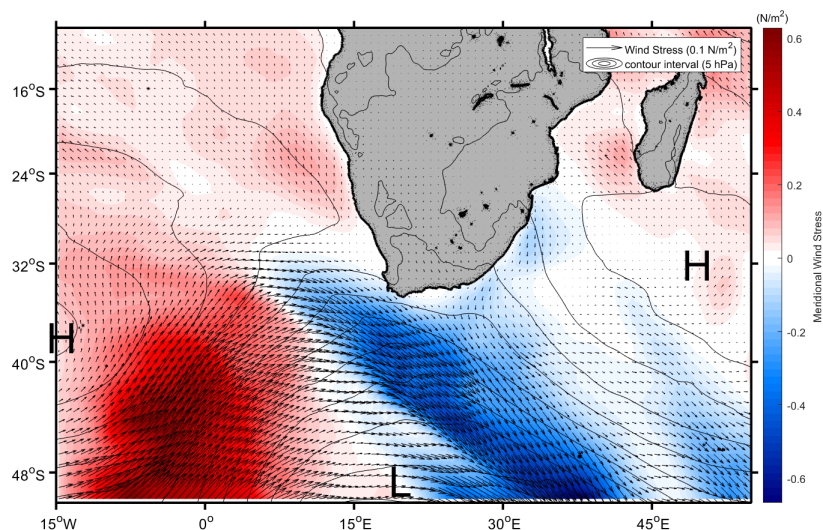 (N/m²)
0.6
→ Wind Stress (0.1 N/m²)
contour interval (5 hPa)
16°S
0.4
24°S
0.2
32°S
H
0
Meridional Wind Stress
H
-0.2
40°S
-0.4
48°S
L
-0.6
15°W
0°
15°E
30°E
45°E